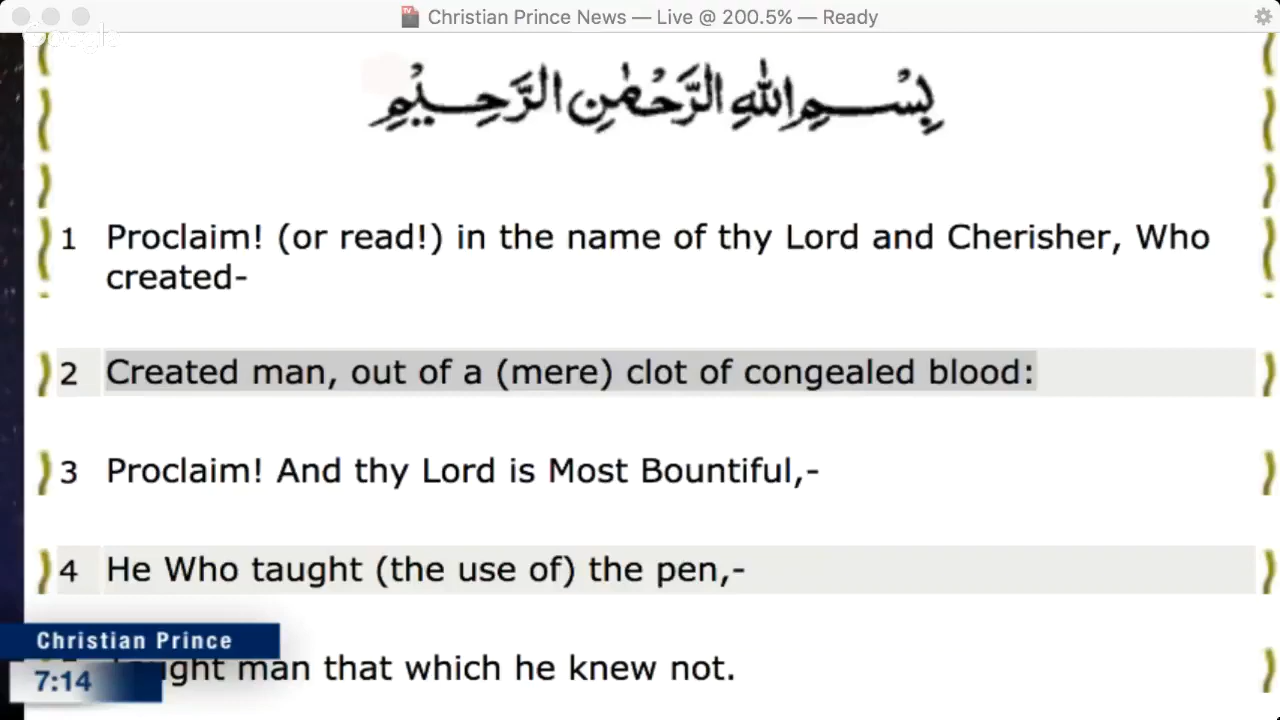 Christian Prince News — Live @ 200.5% — Ready
Google
بِسْمِ اللّٰهِ الرَّحْمٰنِ الرَّحِيْمِ
1 Proclaim! (or read!) in the name of thy Lord and Cherisher, Who
created-
2 Created man, out of a (mere) clot of congealed blood:
3 Proclaim! And thy Lord is Most Bountiful,-
4 He Who taught (the use of) the pen,-
man that which he knew not.
Christian Prince
7:14